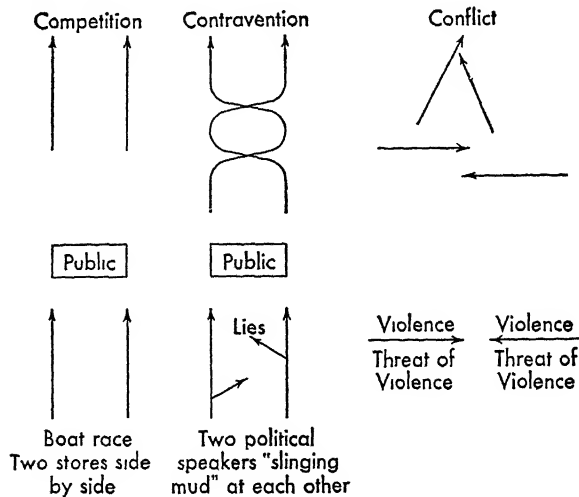 Competition
Contravention
Conflict
Public
Public
Lies
Violence
Threat of
Violence
Violence
Threat of
Violence
Boat race
Two stores side
by side
Two political
speakers "slinging
mud" at each other